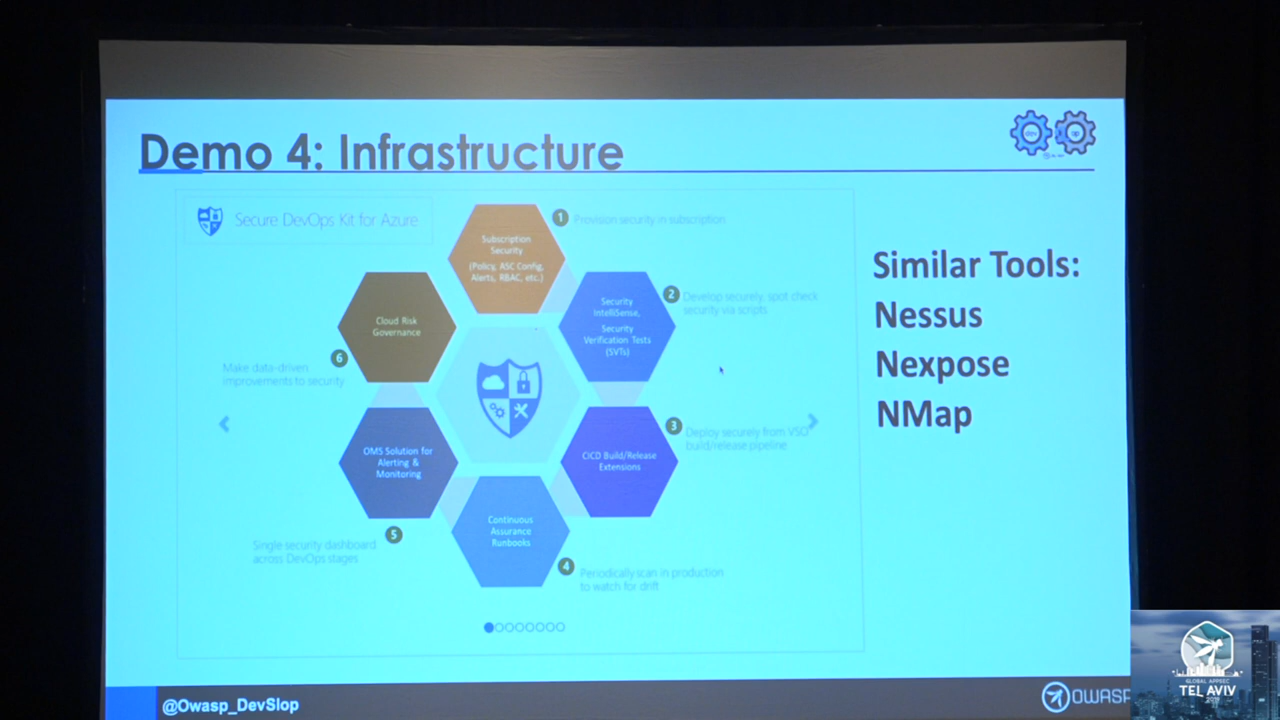 Demo 4: Infrastructure
dev
op
Secure DevOps Kit for Azure
Subscription
Security
(Policy, ASC Config,
Alerts, RBAC, etc.)
1
Provision security in subscription
Security
IntelliSense,
Security
Verification Tests
(SVTs)
2
Develop securely, spot check
security via scripts
CICD Build/Release
Extensions
3
Deploy securely from VSO
build/release pipeline
Continuous
Assurance
Runbooks
4
Periodically scan in production
to watch for drift
OMS Solution for
Alerting &
Monitoring
5
Single-security dashboard
across DevOps stages
Cloud Risk
Governance
6
Make data-driven
improvements to security
Similar Tools:
Nessus
Nexpose
NMap
@Owasp_DevSlop
OWASP
GLOBAL APPSEC
TEL AVIV